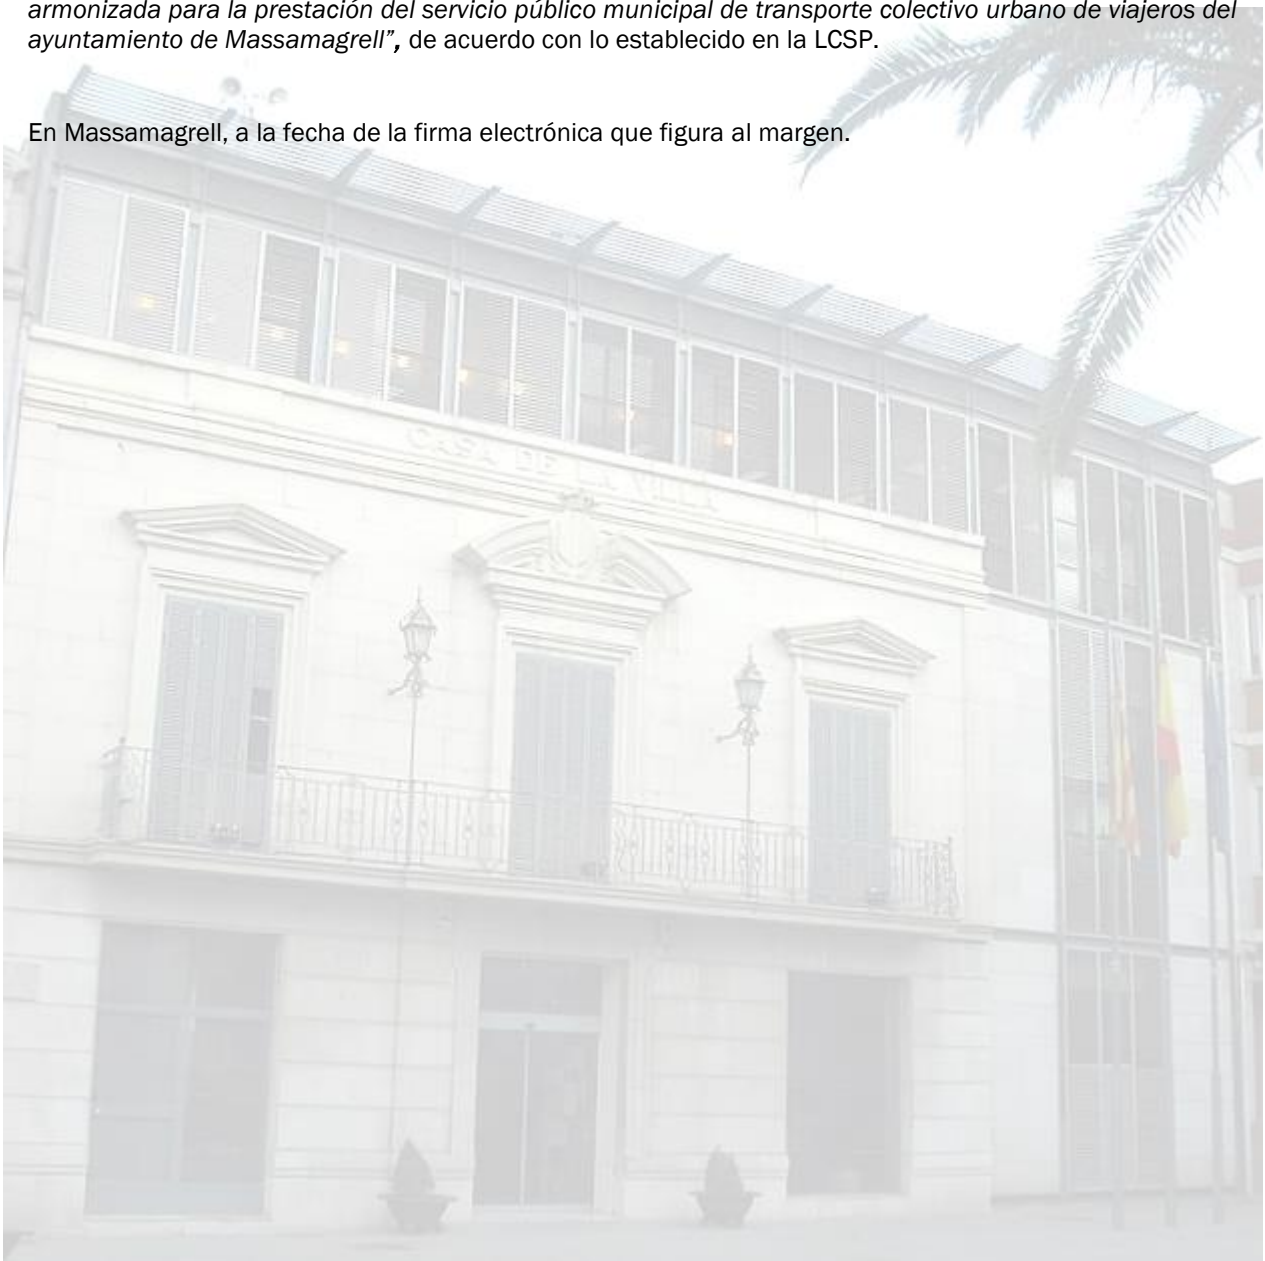 armonizada para la prestación del servicio público municipal de transporte colectivo urbano de viajeros del
ayuntamiento de Massamagrell”, de acuerdo con lo establecido en la LCSP.
En Massamagrell, a la fecha de la firma electrónica que figura al margen.
CASA DE LA VILLA